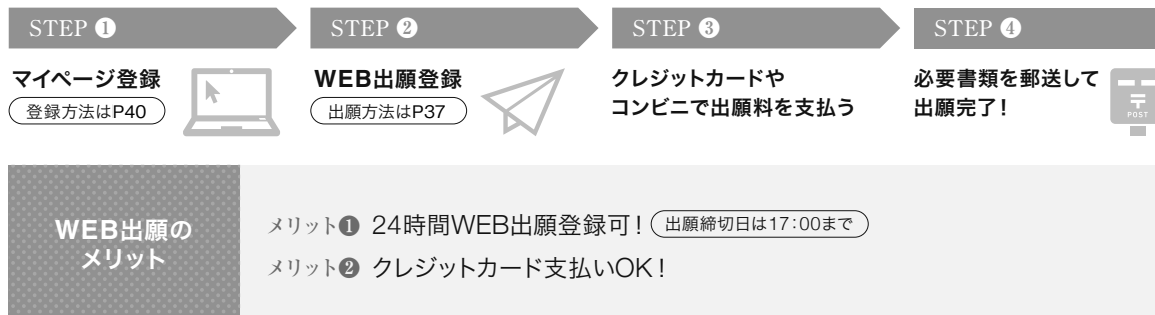 STEP ❶
STEP ❷
STEP ❸
STEP ❹
マイページ登録
登録方法はP40
WEB出願登録
出願方法はP37
クレジットカードや
コンビニで出願料を支払う
必要書類を郵送して
出願完了！
〒
POST
WEB出願の
メリット
メリット❶ 24時間WEB出願登録可！ 出願締切日は17：00まで
メリット❷ クレジットカード支払いOK！